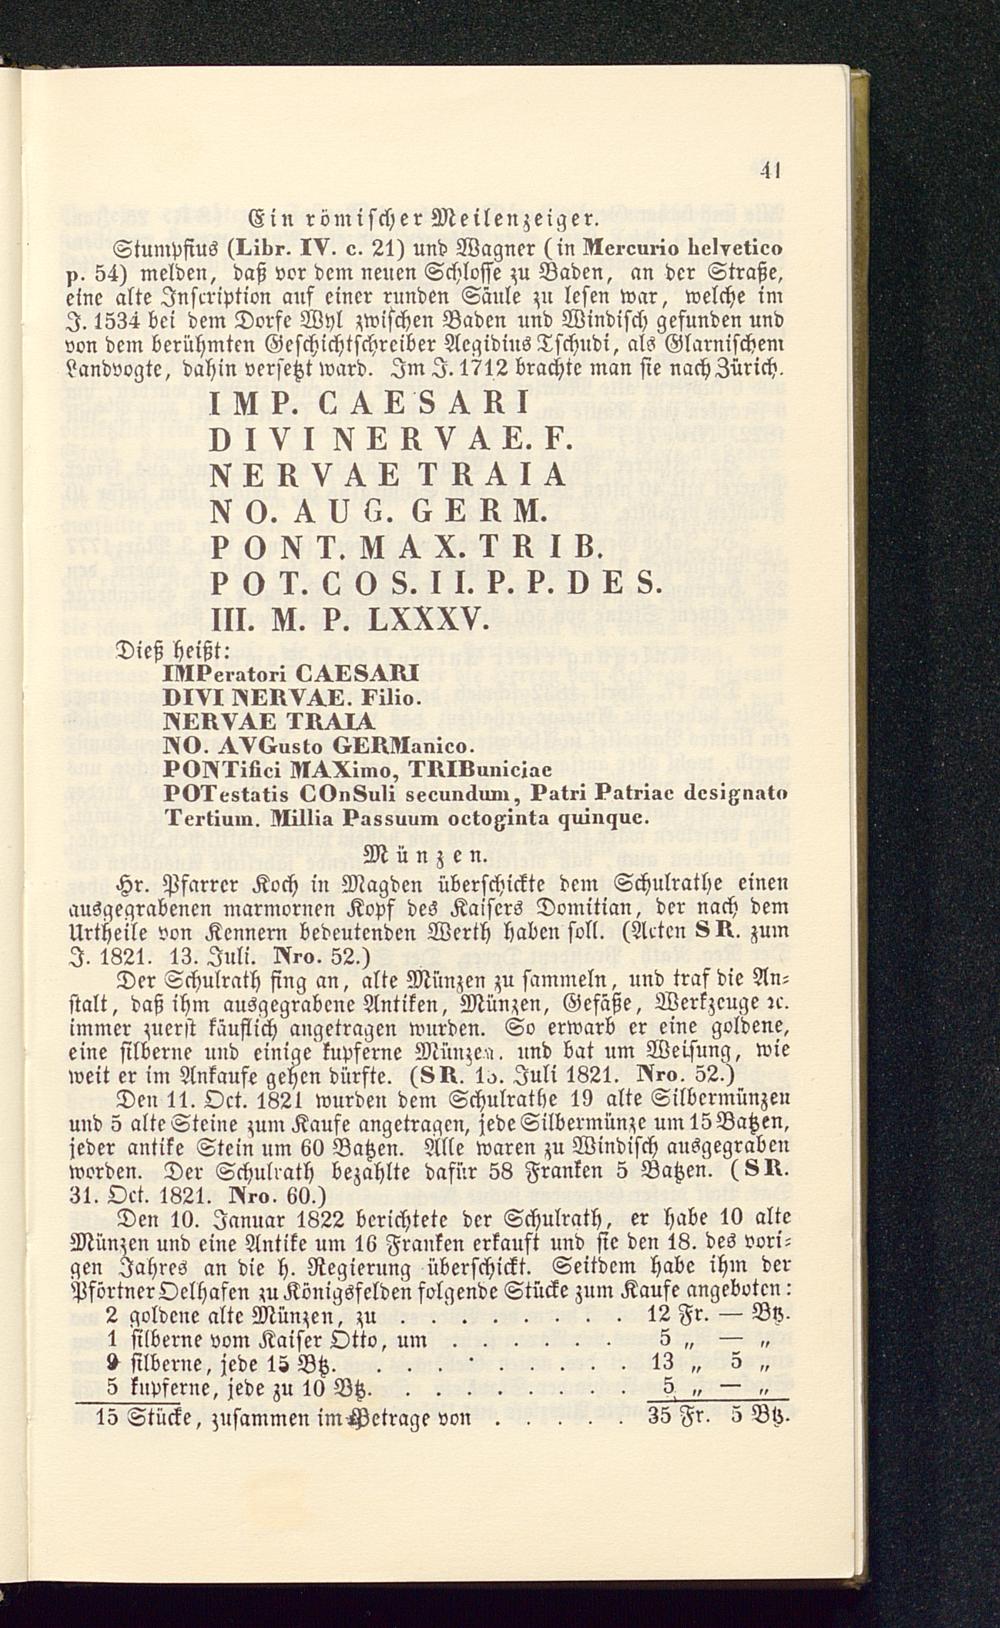 41
Ein römischer Meilenzeiger.
Stumpfius (Libr. IV. c. 21) und Wagner (in Mercurio helvetico
p. 54) melden, daß vor dem neuen Schlosse zu Baden, an der Straße,
eine alte Inscription auf einer runden Säule zu lesen war, welche im
J. 1534 bei dem Dorfe Wyl zwischen Baden und Windisch gefunden und
von dem berühmten Geschichtschreiber Aegidius Tschudi, als Glarnischem
Landvogte, dahin versetzt ward. Im J. 1712 brachte man sie nach Zürich.
IMP. CAESARI
DIVI NERVAE. F.
NERVAE TRAIA
NO. AUG. GERM.
PONT. MAX. TRIB.
POT. COS. II. P. P. DES.
III. M. P. LXXXV.
Dieß heißt:
IMPeratori CAESARI
DIVI NERVAE. Filio.
NERVAE TRAIA
NO. AVGusto GERManico.
PONTifici MAXimo, TRIBuniciae
POTestatis COnSuli secundum, Patri Patriae designato
Tertium. Millia Passuum octoginta quinque.
Münzen.
Hr. Pfarrer Koch in Magden überschickte dem Schulrathe einen
ausgegrabenen marmornen Kopf des Kaisers Domitian, der nach dem
Urtheile von Kennern bedeutenden Werth haben soll. (Acten SR. zum
J. 1821. 13. Juli. Nro. 52.)
Der Schulrath fing an, alte Münzen zu sammeln, und traf die An-
stalt, daß ihm ausgegrabene Antiken, Münzen, Gefäße, Werkzeuge ꝛc.
immer zuerst käuflich angetragen wurden. So erwarb er eine goldene,
eine silberne und einige kupferne Münzen, und bat um Weisung, wie
weit er im Ankaufe gehen dürfte. (SR. 13. Juli 1821. Nro. 52.)
Den 11. Oct. 1821 wurden dem Schulrathe 19 alte Silbermünzen
und 5 alte Steine zum Kaufe angetragen, jede Silbermünze um 15 Batzen,
jeder antike Stein um 60 Batzen. Alle waren zu Windisch ausgegraben
worden. Der Schulrath bezahlte dafür 58 Franken 5 Batzen. (SR.
31. Oct. 1821. Nro. 60.)
Den 10. Januar 1822 berichtete der Schulrath, er habe 10 alte
Münzen und eine Antike um 16 Franken erkauft und sie den 18. des vori-
gen Jahres an die h. Regierung überschickt. Seitdem habe ihm der
Pförtner Oelhafen zu Königsfelden folgende Stücke zum Kaufe angeboten:
2 goldene alte Münzen, zu . . . . . . . 12 Fr. — Btz.
1 silberne vom Kaiser Otto, um . . . . . . . 5 „ — „
9 silberne, jede 15 Btz. . . . . . . . 13 „ 5 „
5 kupferne, jede zu 10 Btz. . . . . . . . 5 „ — „
15 Stücke, zusammen im Betrage von . . . . . 35 Fr. 5 Btz.